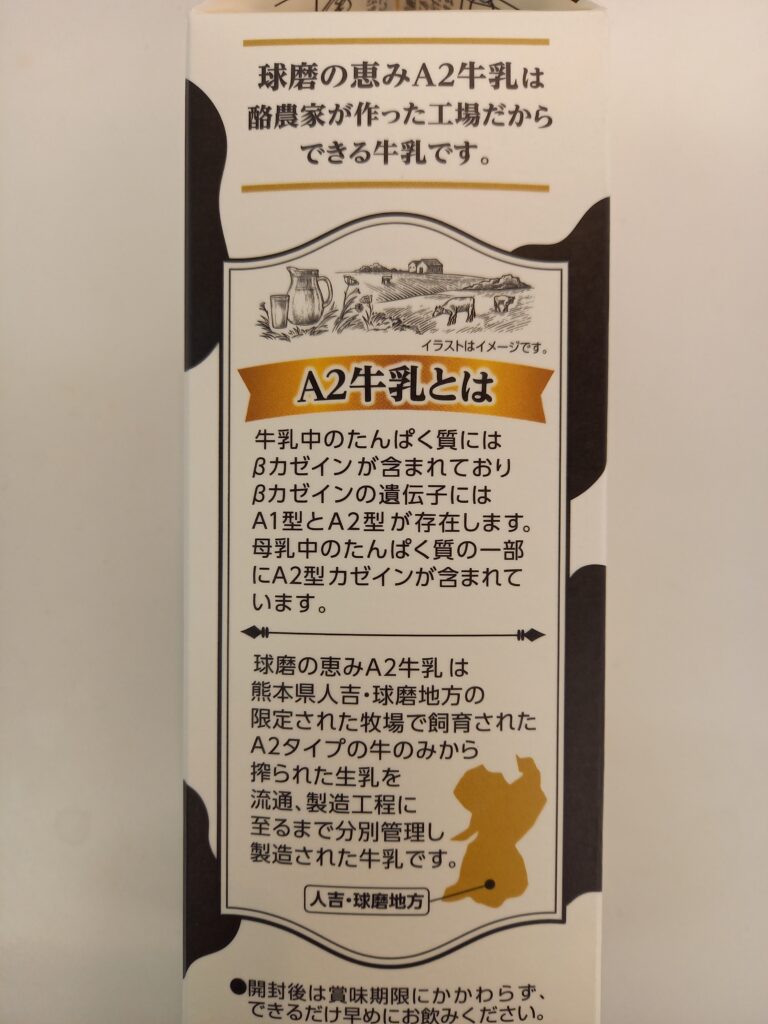 球磨の恵みA2牛乳は
酪農家が作った工場だから
できる牛乳です。
イラストはイメージです。
A2牛乳とは
牛乳中のたんぱく質には
βカゼインが含まれており
βカゼインの遺伝子には
A1型とA2型が存在します。
母乳中のたんぱく質の一部
にA2型カゼインが含まれて
います。
球磨の恵みA2牛乳は
熊本県人吉・球磨地方の
限定された牧場で飼育された
A2タイプの牛のみから
搾られた生乳を
流通、製造工程に
至るまで分別管理し
製造された牛乳です。
人吉・球磨地方
●開封後は賞味期限にかかわらず、
できるだけ早めにお飲みください。